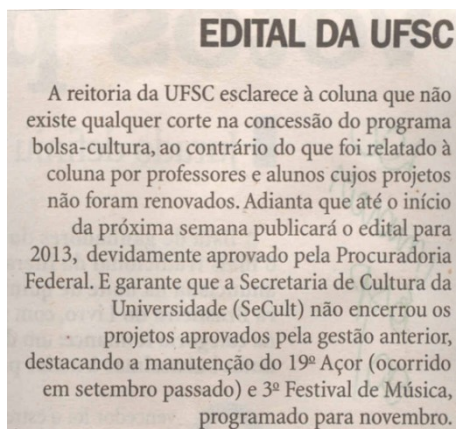 EDITAL DA UFSC
A reitoria da UFSC esclarece à coluna que não
existe qualquer corte na concessão do programa
bolsa-cultura, ao contrário do que foi relatado à
coluna por professores e alunos cujos projetos
não foram renovados. Adianta que até o início
da próxima semana publicará o edital para
2013, devidamente aprovado pela Procuradoria
Federal. E garante que a Secretaria de Cultura da
Universidade (SeCult) não encerrou os
projetos aprovados pela gestão anterior,
destacando a manutenção do 19º Açor (ocorrido
em setembro passado) e 3º Festival de Música,
programado para novembro.